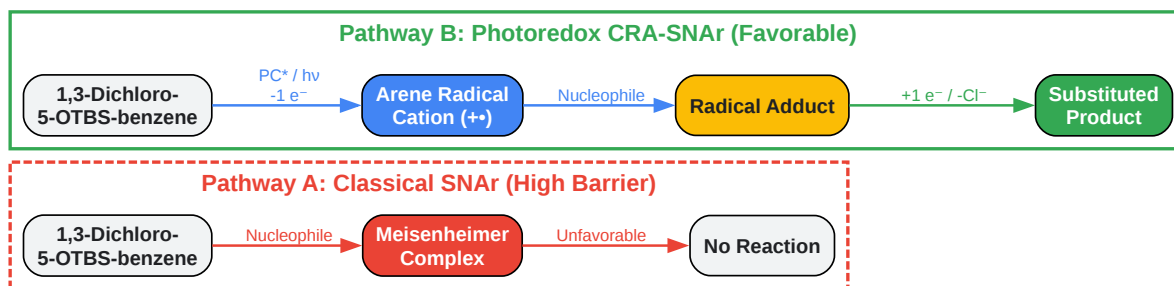 Pathway B: Photoredox CRA-SNAr (Favorable)
1,3-Dichloro-
5-OTBS-benzene
PC* / hν
-1 e⁻
Arene Radical
Cation (+•)
Nucleophile
Radical Adduct
+1 e⁻ / -Cl⁻
Substituted
Product
Pathway A: Classical SNAr (High Barrier)
1,3-Dichloro-
5-OTBS-benzene
Nucleophile
Meisenheimer
Complex
Unfavorable
No Reaction